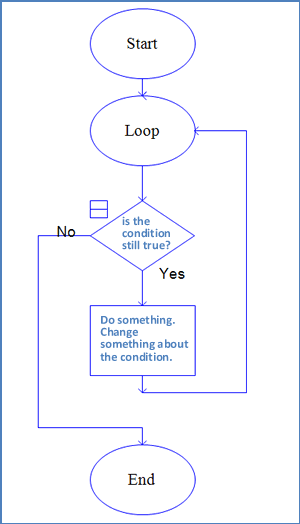 Start
Loop
is the
condition
still true?
No
Yes
Do something.
Change
something about
the condition.
End